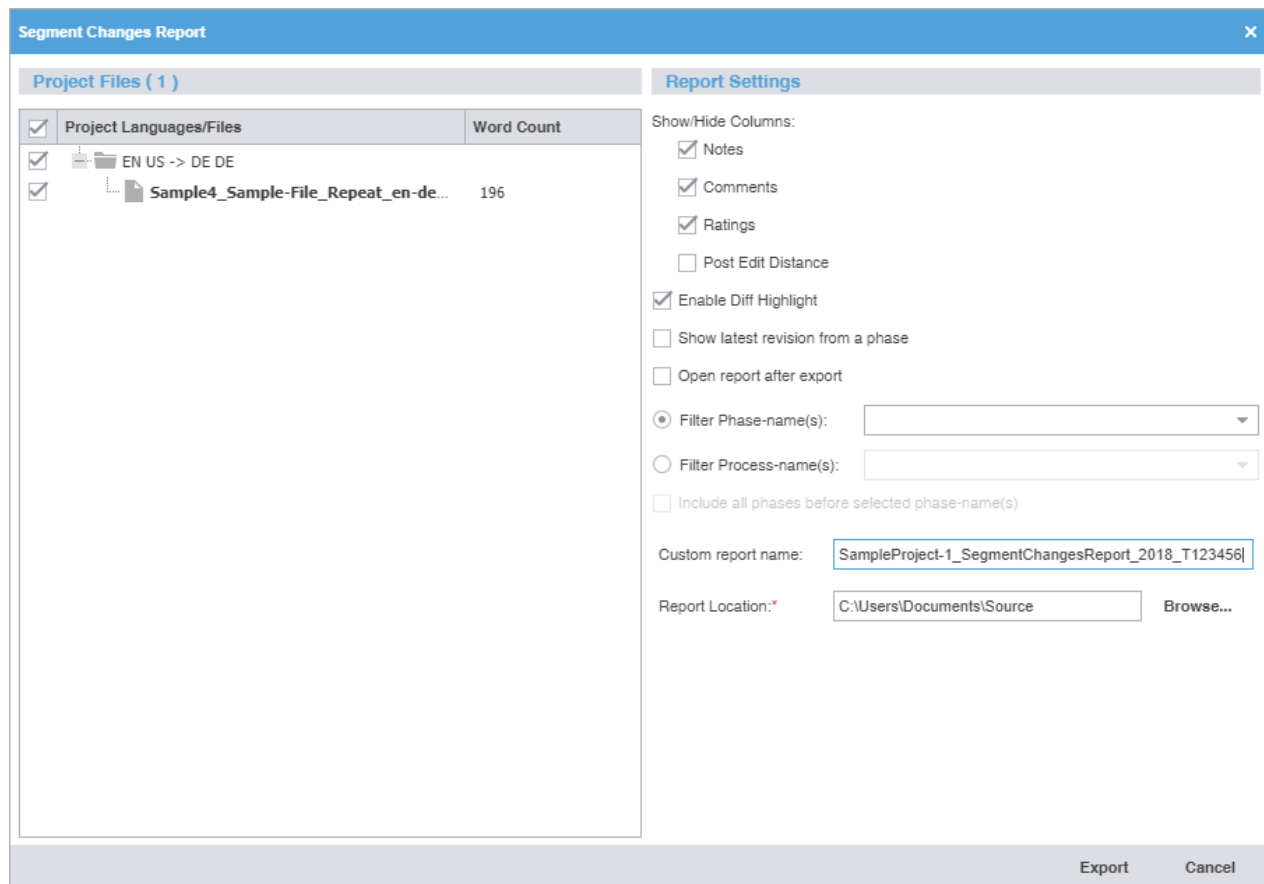 Segment Changes Report
Project Files ( 1 )
Project Languages/Files Word Count
EN US -> DE DE
Sample4_Sample-File_Repeat_en-de... 196
Report Settings
Show/Hide Columns:
Notes
Comments
Ratings
Post Edit Distance
Enable Diff Highlight
Show latest revision from a phase
Open report after export
Filter Phase-name(s):
Filter Process-name(s):
Include all phases before selected phase-name(s)
Custom report name: SampleProject-1_SegmentChangesReport_2018_T123456
Report Location:* C:\Users\Documents\Source Browse...
Export Cancel